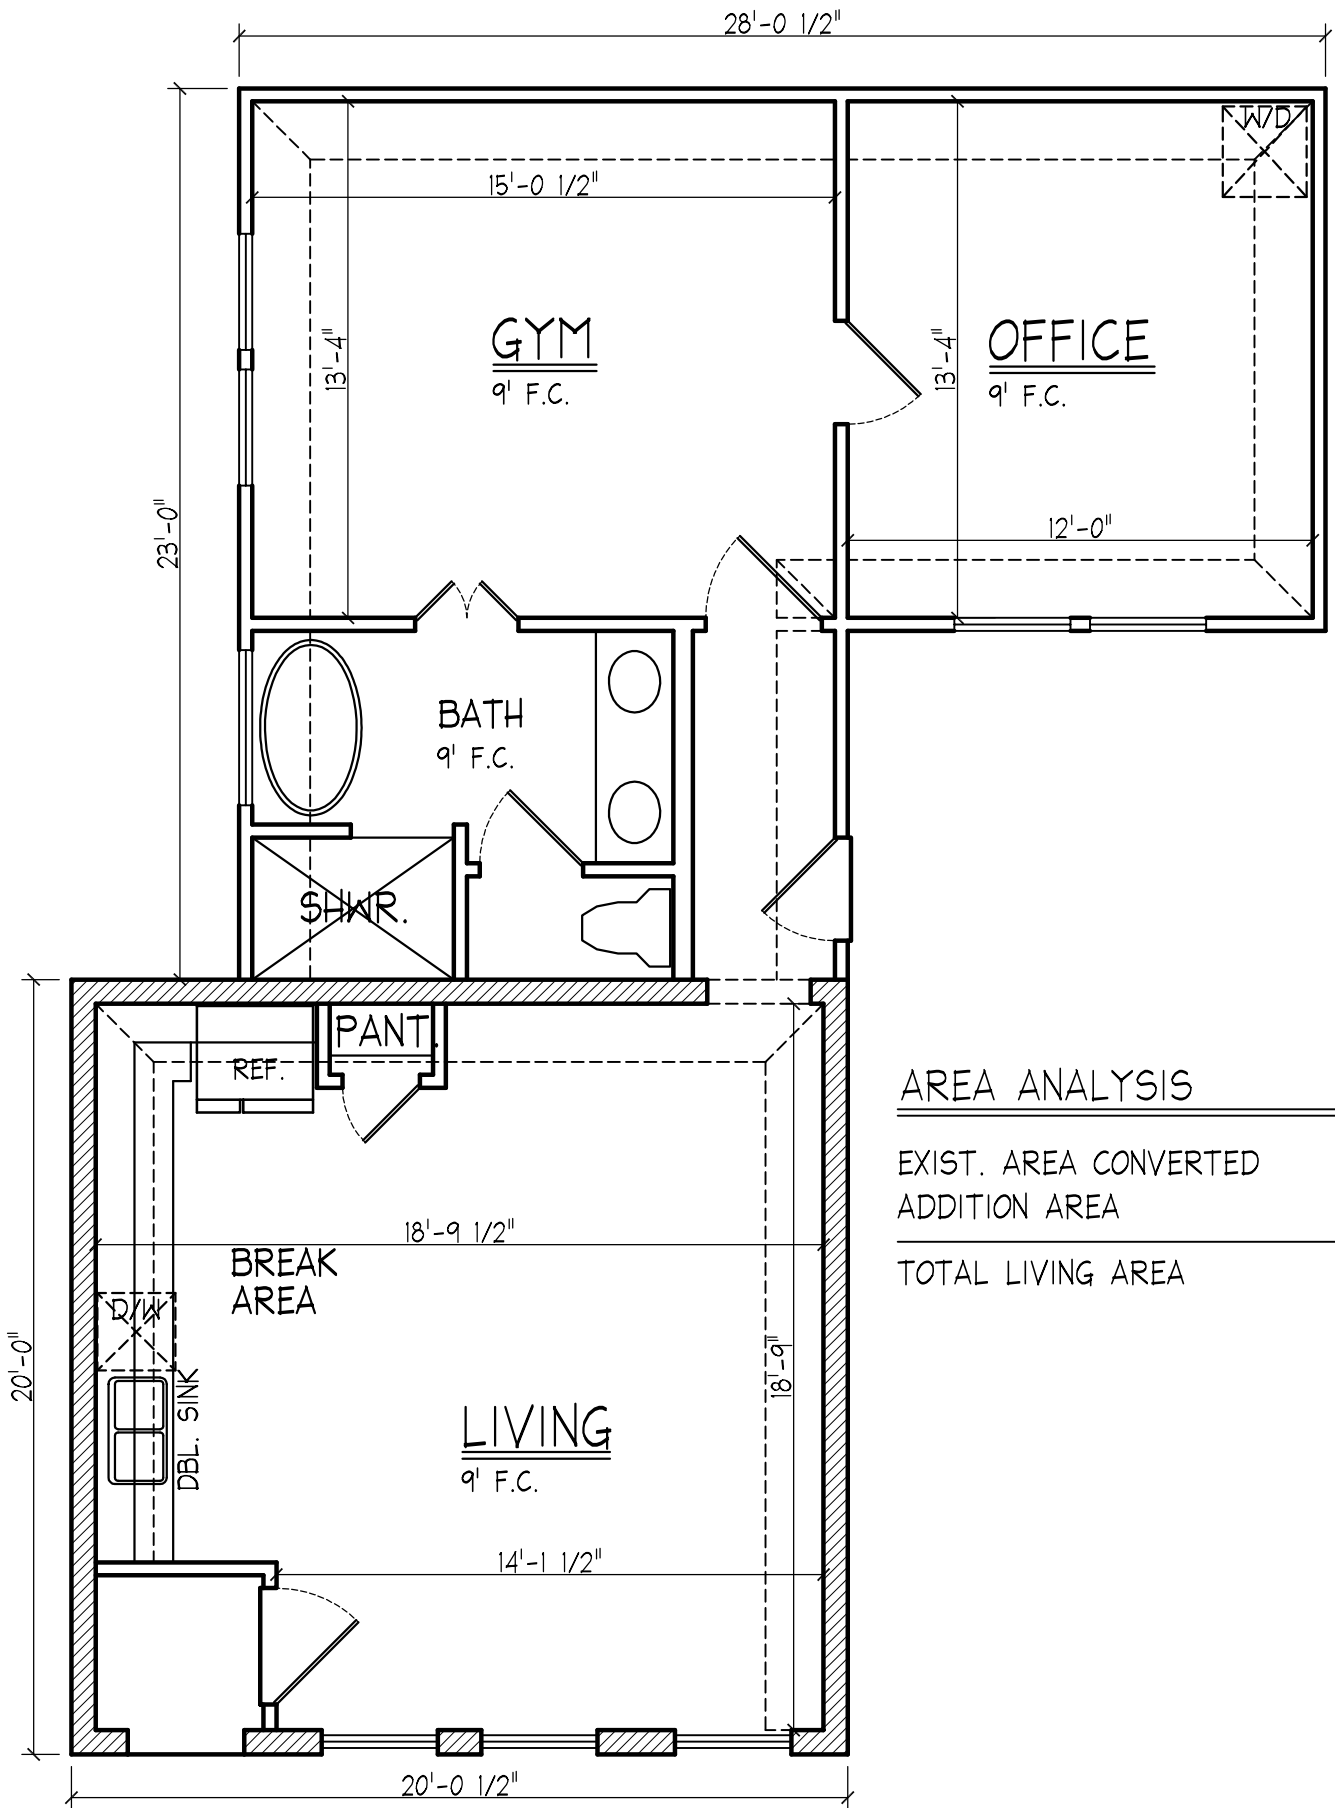 28'-0 1/2"
W/D
15'-0 1/2"
GYM
9' F.C.
13'-4"
OFFICE
9' F.C.
13'-4"
12'-0"
23'-0"
BATH
9' F.C.
SHWR.
PANT.
REF.
AREA ANALYSIS
EXIST. AREA CONVERTED
ADDITION AREA
TOTAL LIVING AREA
18'-9 1/2"
BREAK
AREA
D/W
DBL. SINK
20'-0"
18'-9"
LIVING
9' F.C.
14'-1 1/2"
20'-0 1/2"